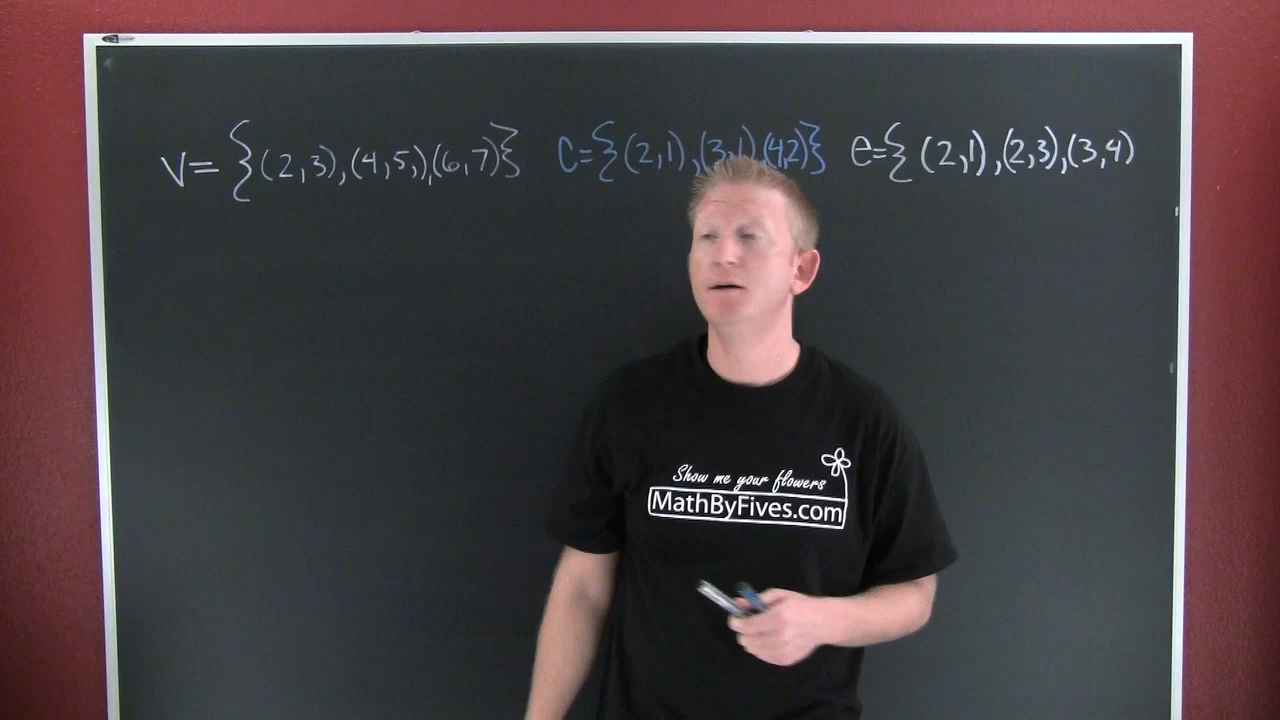 v= {(2,3),(4,5,),(6,7)} c={(2,1),(3,1),(4,2)} e={(2,1),(2,3),(3,4)
Show me your flowers
MathByFives.com